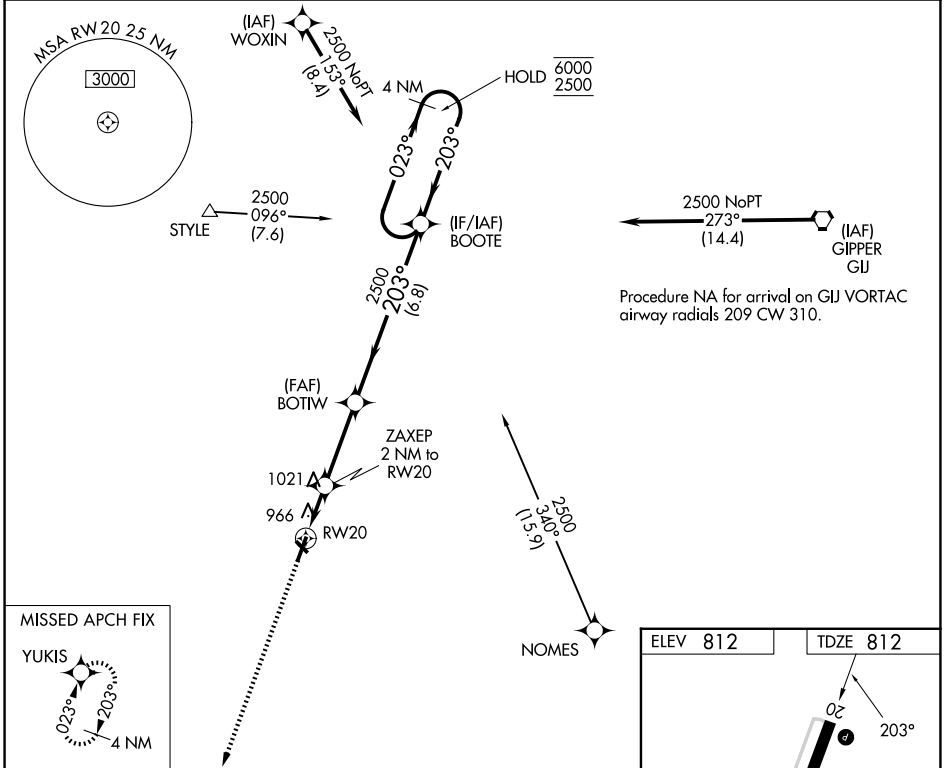 MSA RW20 25 NM
3000
(IAF)
WOXIN
2500 NoPT
153°
(8.4)
4 NM
HOLD
6000
2500
023°
203°
STYLE
2500
096°
(7.6)
(IF/IAF)
BOOTE
2500 NoPT
273°
(14.4)
(IAF)
GIPPER
GIJ
Procedure NA for arrival on GIJ VORTAC
airway radials 209 CW 310.
2500
203°
(6.8)
(FAF)
BOTIW
ZAXEP
2 NM to
RW20
1021
966
RW20
2500
340°
(15.9)
NOMES
MISSED APCH FIX
YUKIS
023°
203°
4 NM
ELEV 812
TDZE 812
20
P
203°